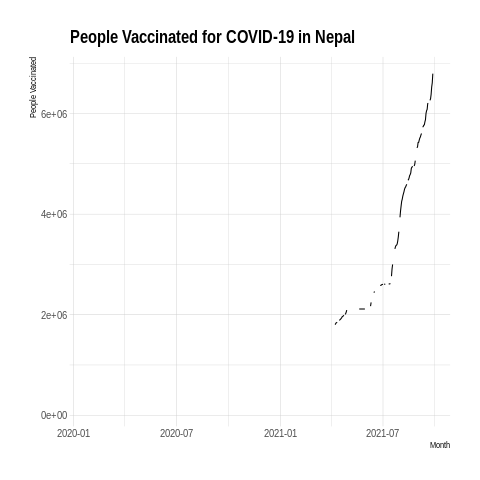 People Vaccinated for COVID-19 in Nepal
People Vaccinated
6e+06
4e+06
2e+06
0e+00
2020-01 2020-07 2021-01 2021-07
Month